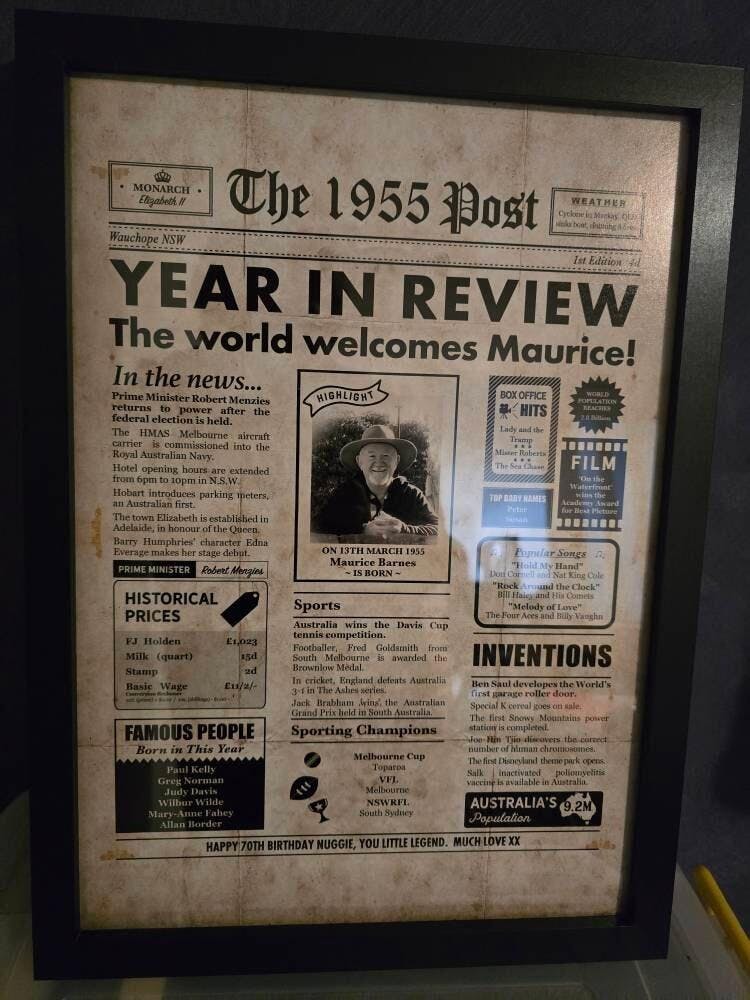 MONARCH
Elizabeth II
The 1955 Post
WEATHER
Cyclone in Mackay, QLD
sinks boat, claiming
Wauchope NSW
1st Edition 4d
YEAR IN REVIEW
The world welcomes Maurice!
In the news...
Prime Minister Robert Menzies
returns to power after the
federal election is held.
The HMAS Melbourne aircraft
carrier is commissioned into the
Royal Australian Navy.
Hotel opening hours are extended
from 6pm to 10pm in N.S.W.
Hobart introduces parking meters,
an Australian first.
The town Elizabeth is established in
Adelaide, in honour of the Queen.
Barry Humphries' character Edna
Everage makes her stage debut.
PRIME MINISTER Robert Menzies
HISTORICAL
PRICES
FJ Holden £1,023
Milk (quart) 15d
Stamp 2d
Basic Wage £11/2/-
FAMOUS PEOPLE
Born in This Year
Paul Kelly
Greg Norman
Judy Davis
Wilbur Wilde
Mary-Anne Fahey
Allan Border
HIGHLIGHT
ON 13TH MARCH 1955
Maurice Barnes
~ IS BORN ~
Sports
Australia wins the Davis Cup
tennis competition.
Footballer, Fred Goldsmith from
South Melbourne is awarded the
Brownlow Medal.
In cricket, England defeats Australia
3-1 in The Ashes series.
Jack Brabham 'wins' the Australian
Grand Prix held in South Australia.
Sporting Champions
Melbourne Cup
Toparoa
VFL
Melbourne
NSWRFL
South Sydney
BOX OFFICE
HITS
Lady and the
Tramp
Mister Roberts
The Sea Chase
WORLD
POPULATION
REACHES
2.8 Billion
FILM
'On the
Waterfront'
wins the
Academy Award
for Best Picture
TOP BABY NAMES
Peter
Susan
Popular Songs
"Hold My Hand"
Don Cornell and Nat King Cole
"Rock Around the Clock"
Bill Haley and His Comets
"Melody of Love"
The Four Aces and Billy Vaughn
INVENTIONS
Ben Saul developes the World's
first garage roller door.
Special K cereal goes on sale.
The first Snowy Mountains power
station is completed.
Joe Hin Tjio discovers the correct
number of human chromosomes.
The first Disneyland theme park opens.
Salk inactivated poliomyelitis
vaccine is available in Australia.
AUSTRALIA'S 9.2M
Population
HAPPY 70TH BIRTHDAY NUGGIE, YOU LITTLE LEGEND. MUCH LOVE XX